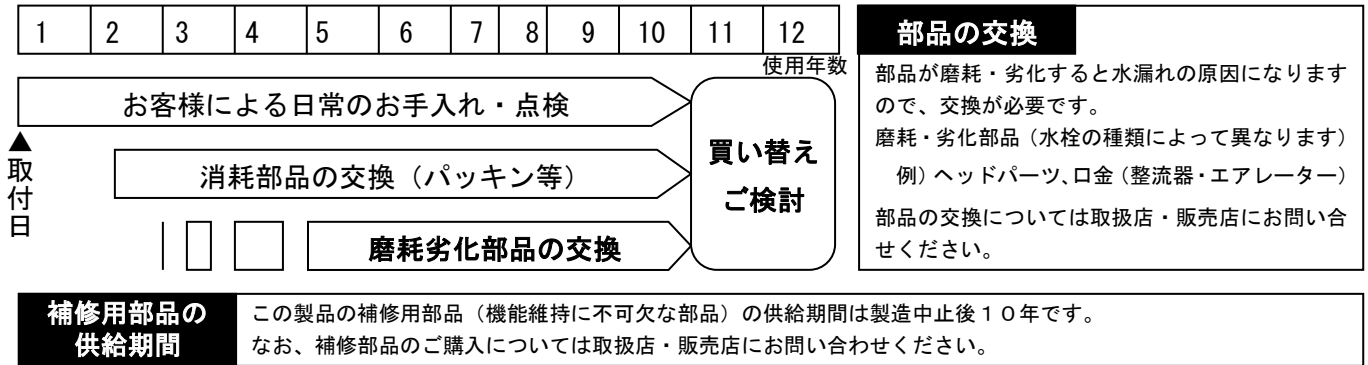 1 2 3 4 5 6 7 8 9 10 11 12
使用年数
お客様による日常のお手入れ・点検
▲
取付日
消耗部品の交換（パッキン等）
磨耗劣化部品の交換
買い替え
ご検討
部品の交換
部品が磨耗・劣化すると水漏れの原因になります
ので、交換が必要です。
磨耗・劣化部品（水栓の種類によって異なります）
例）ヘッドパーツ、口金（整流器・エアレーター）
部品の交換については取扱店・販売店にお問い合
せください。
補修用部品の
供給期間
この製品の補修用部品（機能維持に不可欠な部品）の供給期間は製造中止後１０年です。
なお、補修部品のご購入については取扱店・販売店にお問い合わせください。